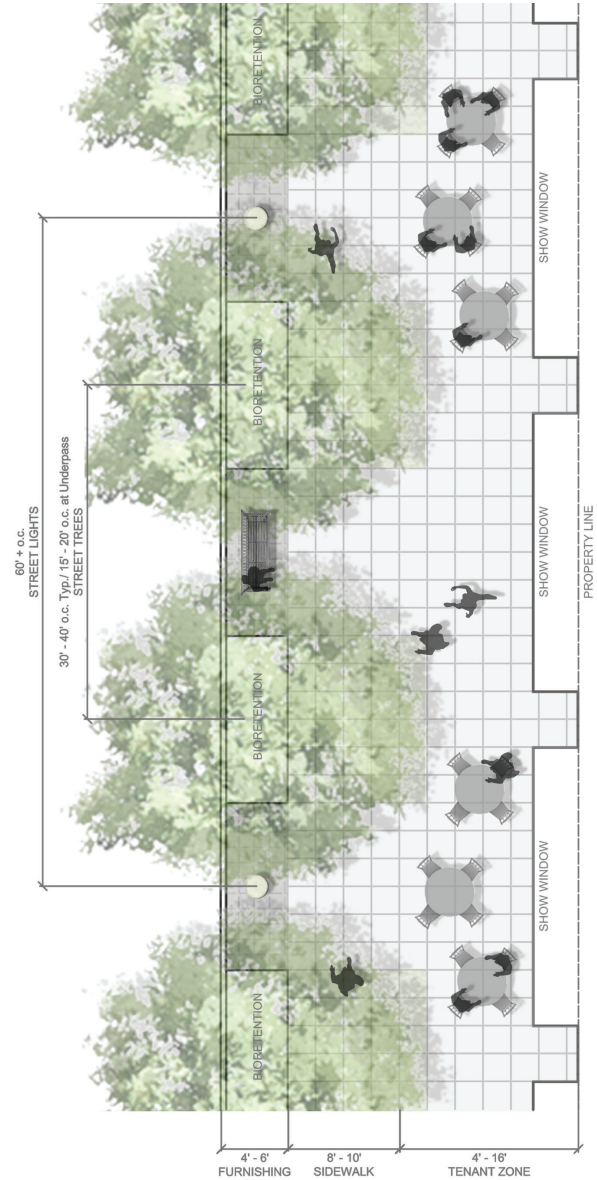 BIORETENTION
SHOW WINDOW
BIORETENTION
60' + o.c.
STREET LIGHTS
30' - 40' o.c. Typ./ 15' - 20' o.c. at Underpass
STREET TREES
SHOW WINDOW
PROPERTY LINE
BIORETENTION
SHOW WINDOW
BIORETENTION
4' - 6'
FURNISHING
8' - 10'
SIDEWALK
4' - 16'
TENANT ZONE